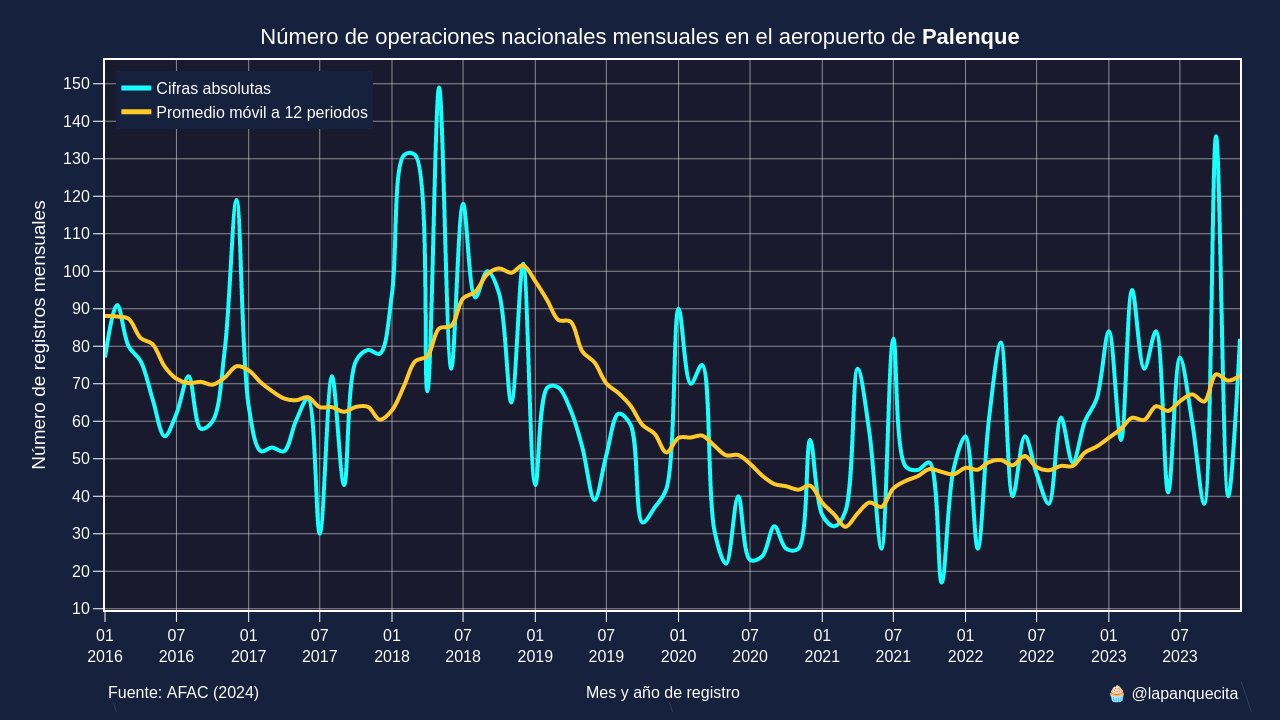 Número de operaciones nacionales mensuales en el aeropuerto de Palenque
Cifras absolutas
Promedio móvil a 12 periodos
Número de registros mensuales
150
140
130
120
110
100
90
80
70
60
50
40
30
20
10
01 07 01 07 01 07 01 07 01 07 01 07 01 07 01 07
2016 2016 2017 2017 2018 2018 2019 2019 2020 2020 2021 2021 2022 2022 2023 2023
Fuente: AFAC (2024)
Mes y año de registro
🧁 @lapanquecita